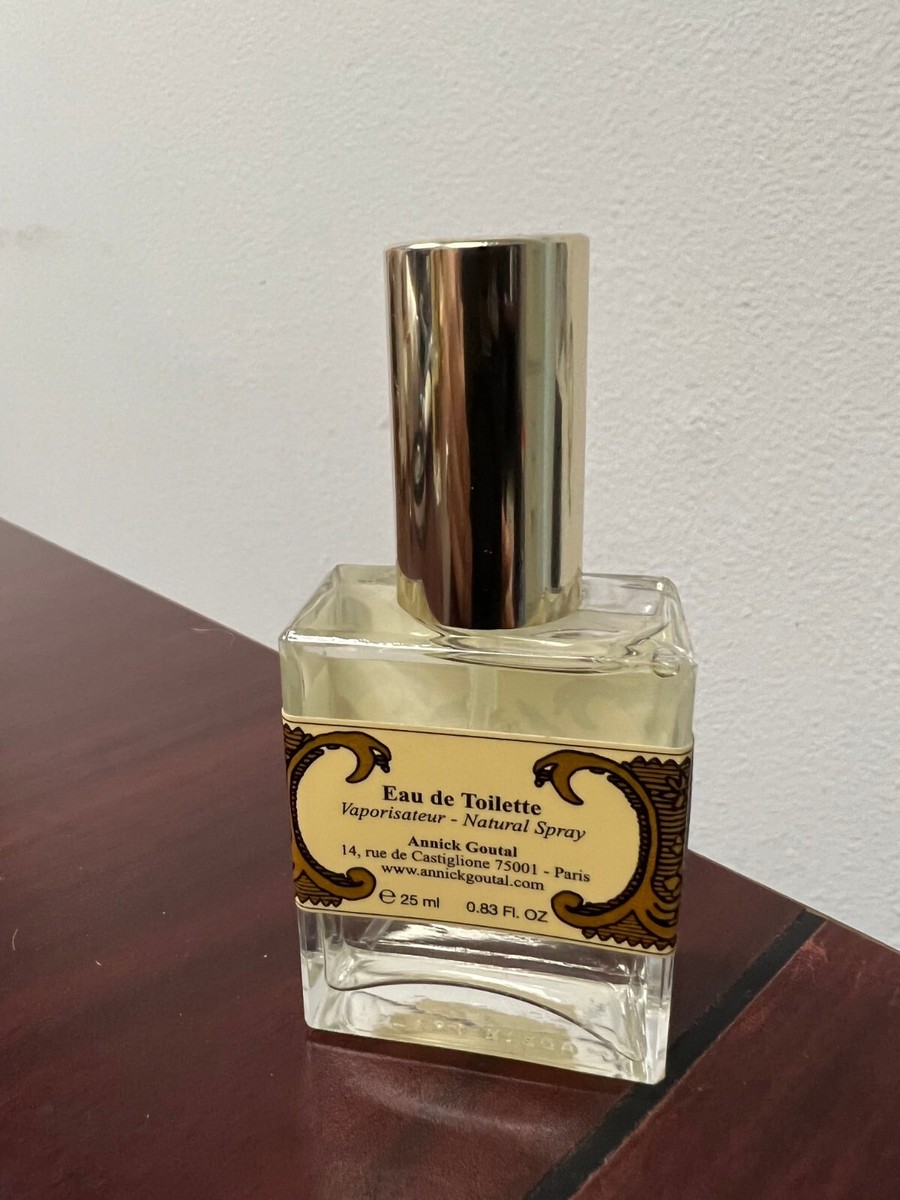 Eau de Toilette
Vaporisateur - Natural Spray
Annick Goutal
14, rue de Castiglione 75001 - Paris
www.annickgoutal.com
℮ 25 ml 0.83 Fl. OZ